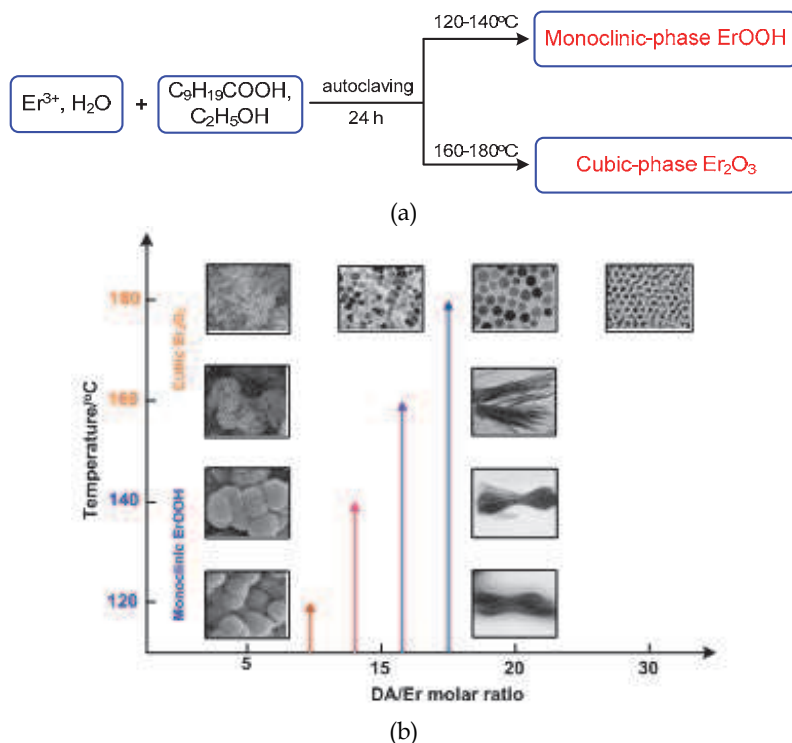 120-140ºC
Monoclinic-phase ErOOH
Er³⁺, H₂O
+
C₉H₁₉COOH,
C₂H₅OH
autoclaving
24 h
160-180ºC
Cubic-phase Er₂O₃
(a)
Temperature/ºC
180
160
140
120
Cubic Er₂O₃
Monoclinic ErOOH
5
15
20
30
DA/Er molar ratio
(b)